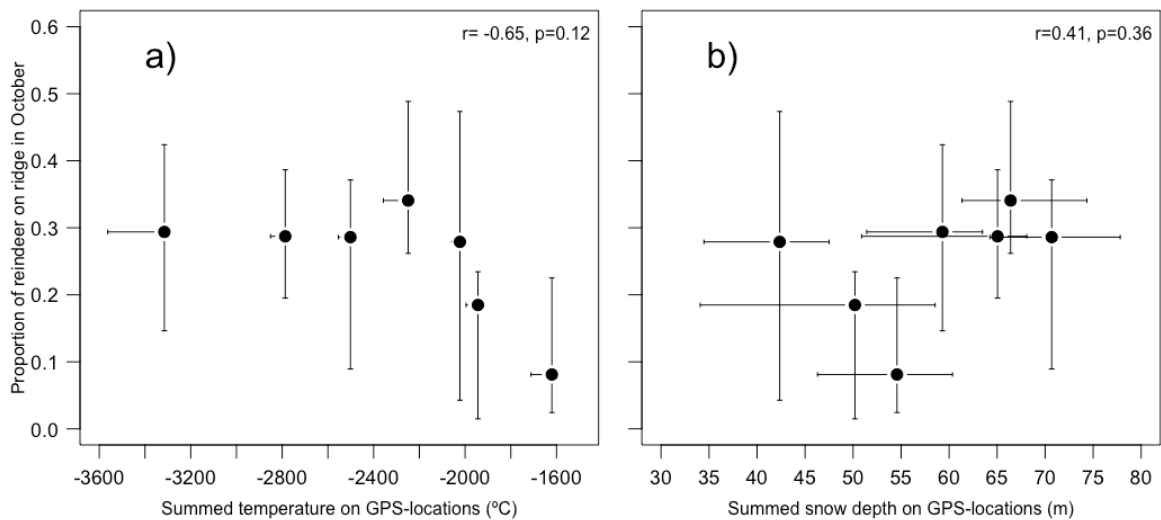 a)
r= -0.65, p=0.12
Proportion of reindeer on ridge in October
0.6
0.5
0.4
0.3
0.2
0.1
0.0
-3600 -3200 -2800 -2400 -2000 -1600
Summed temperature on GPS-locations (ºC)
b)
r=0.41, p=0.36
30 35 40 45 50 55 60 65 70 75 80
Summed snow depth on GPS-locations (m)